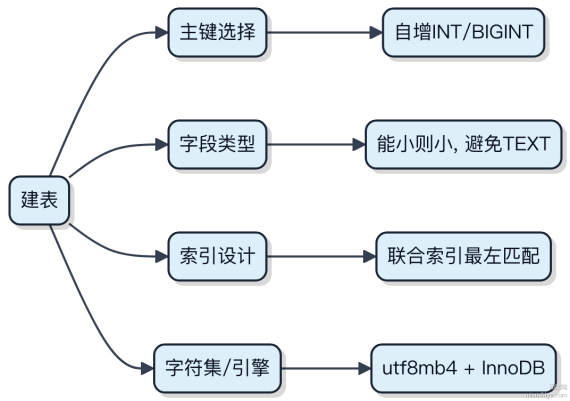 主键选择
自增INT/BIGINT
字段类型
能小则小, 避免TEXT
建表
索引设计
联合索引最左匹配
字符集/引擎
utf8mb4 + InnoDB